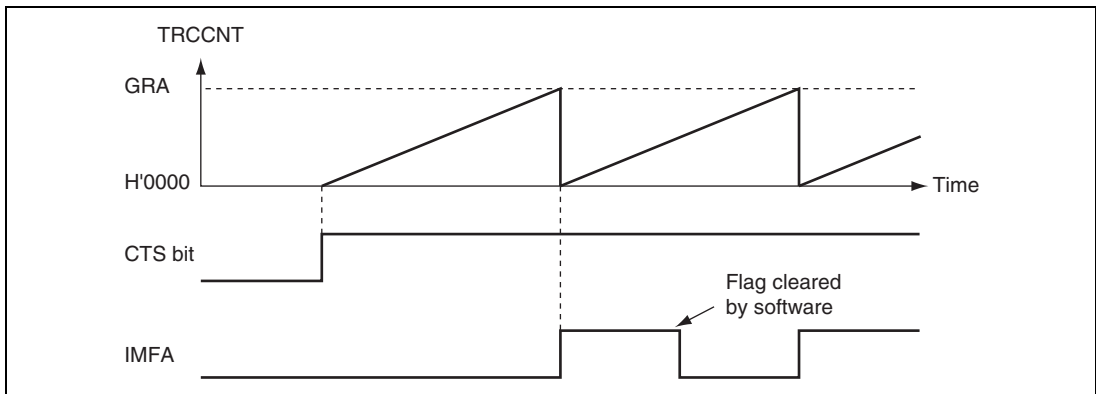 TRCCNT
GRA
H'0000
Time
CTS bit
Flag cleared
by software
IMFA